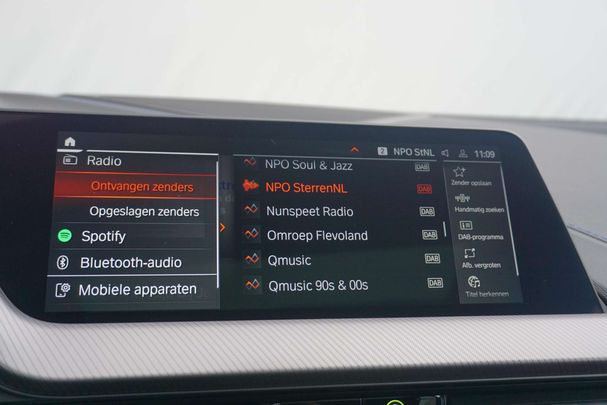 2 NPO StNL 11:09
Radio
Ontvangen zenders
Opgeslagen zenders
Spotify
Bluetooth-audio
Mobiele apparaten
NPO Soul & Jazz DAB
NPO SterrenNL DAB
Nunspeet Radio DAB
Omroep Flevoland DAB
Qmusic DAB
Qmusic 90s & 00s DAB
Zender opslaan
Handmatig zoeken
DAB-programma
Afb. vergroten
Titel herkennen